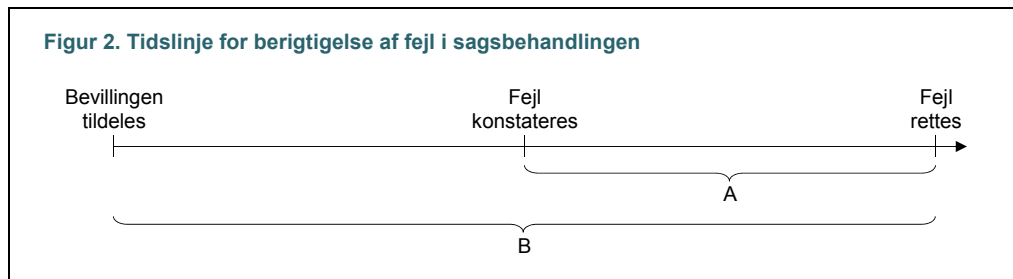 Figur 2. Tidslinje for berigtigelse af fejl i sagsbehandlingen
Bevillingen
tildeles
Fejl
konstateres
Fejl
rettes
A
B